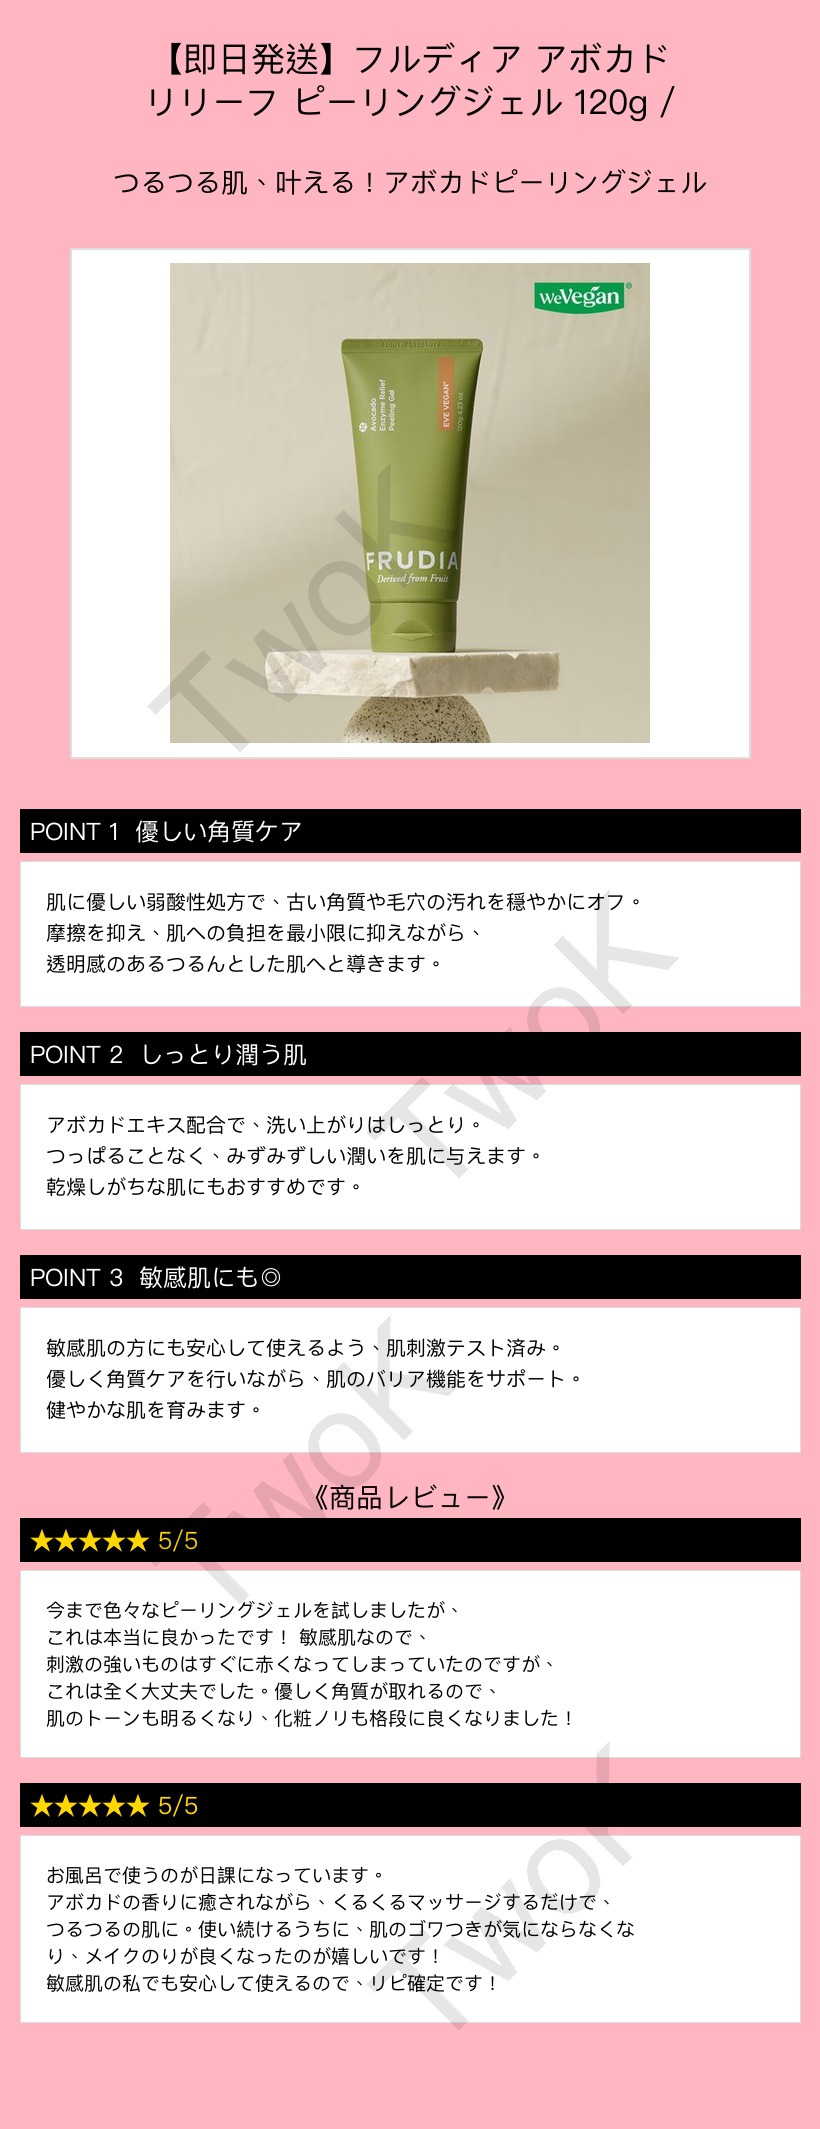 【即日発送】フルディア アボカド
リリーフ ピーリングジェル 120g /
つるつる肌、叶える！アボカドピーリングジェル
weVegan®
Avocado
Enzyme Relief
Peeling Gel
EVE VEGAN®
120g 4.23 oz
FRUDIA
Derived from Fruit
TwoK
POINT 1 優しい角質ケア
肌に優しい弱酸性処方で、古い角質や毛穴の汚れを穏やかにオフ。
摩擦を抑え、肌への負担を最小限に抑えながら、
透明感のあるつるんとした肌へと導きます。
TwoK
POINT 2 しっとり潤う肌
アボカドエキス配合で、洗い上がりはしっとり。
つっぱることなく、みずみずしい潤いを肌に与えます。
乾燥しがちな肌にもおすすめです。
POINT 3 敏感肌にも◎
敏感肌の方にも安心して使えるよう、肌刺激テスト済み。
優しく角質ケアを行いながら、肌のバリア機能をサポート。
健やかな肌を育みます。
TwoK
《商品レビュー》
★★★★★ 5/5
今まで色々なピーリングジェルを試しましたが、
これは本当に良かったです！ 敏感肌なので、
刺激の強いものはすぐに赤くなってしまっていたのですが、
これは全く大丈夫でした。優しく角質が取れるので、
肌のトーンも明るくなり、化粧ノリも格段に良くなりました！
★★★★★ 5/5
お風呂で使うのが日課になっています。
アボカドの香りに癒されながら、くるくるマッサージするだけで、
つるつるの肌に。使い続けるうちに、肌のゴワつきが気にならなくな
り、メイクのりが良くなったのが嬉しいです！
敏感肌の私でも安心して使えるので、リピ確定です！
TwoK